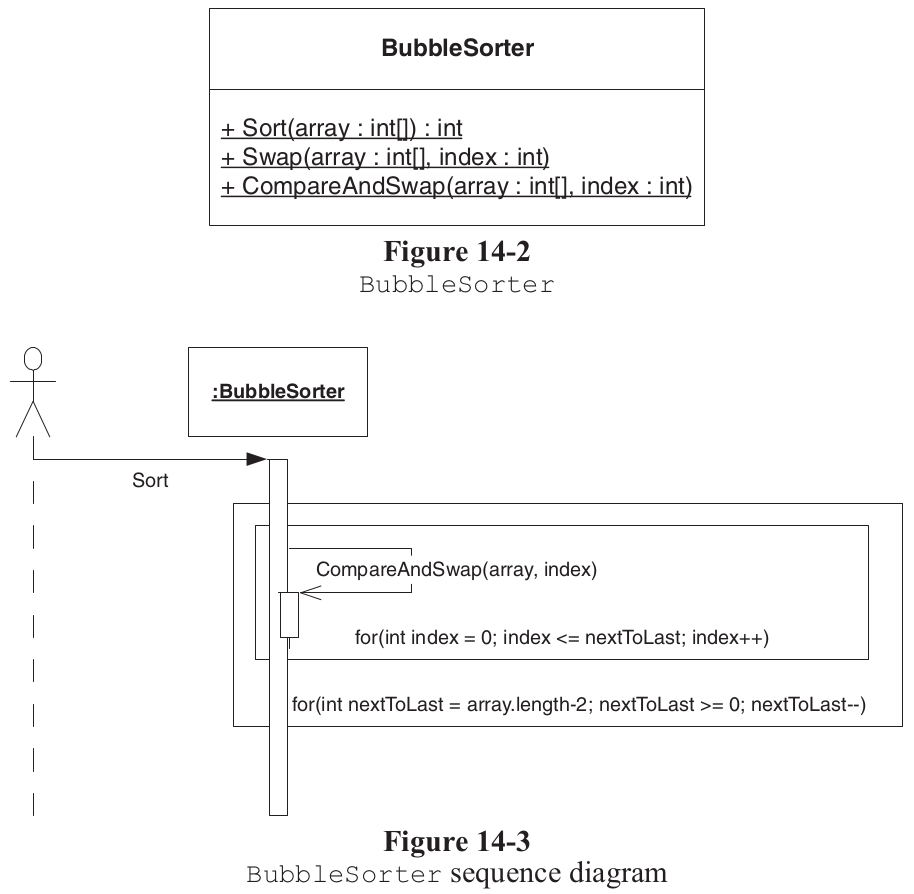 BubbleSorter
+ Sort(array : int[]) : int
+ Swap(array : int[], index : int)
+ CompareAndSwap(array : int[], index : int)
Figure 14-2
BubbleSorter
:BubbleSorter
Sort
CompareAndSwap(array, index)
for(int index = 0; index <= nextToLast; index++)
for(int nextToLast = array.length-2; nextToLast >= 0; nextToLast--)
Figure 14-3
BubbleSorter sequence diagram